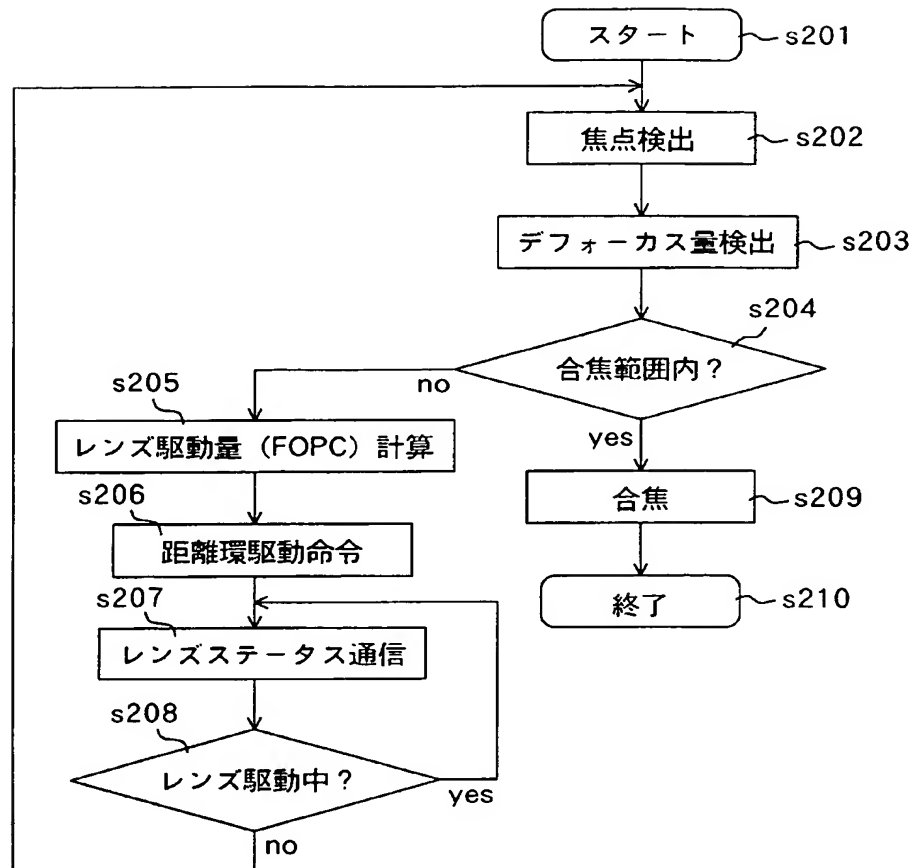 スタート
s201
焦点検出
s202
デフォーカス量検出
s203
s204
合焦範囲内？
no
yes
s205
レンズ駆動量（FOPC）計算
s206
距離環駆動命令
s207
レンズステータス通信
s208
レンズ駆動中？
yes
no
合焦
s209
終了
s210